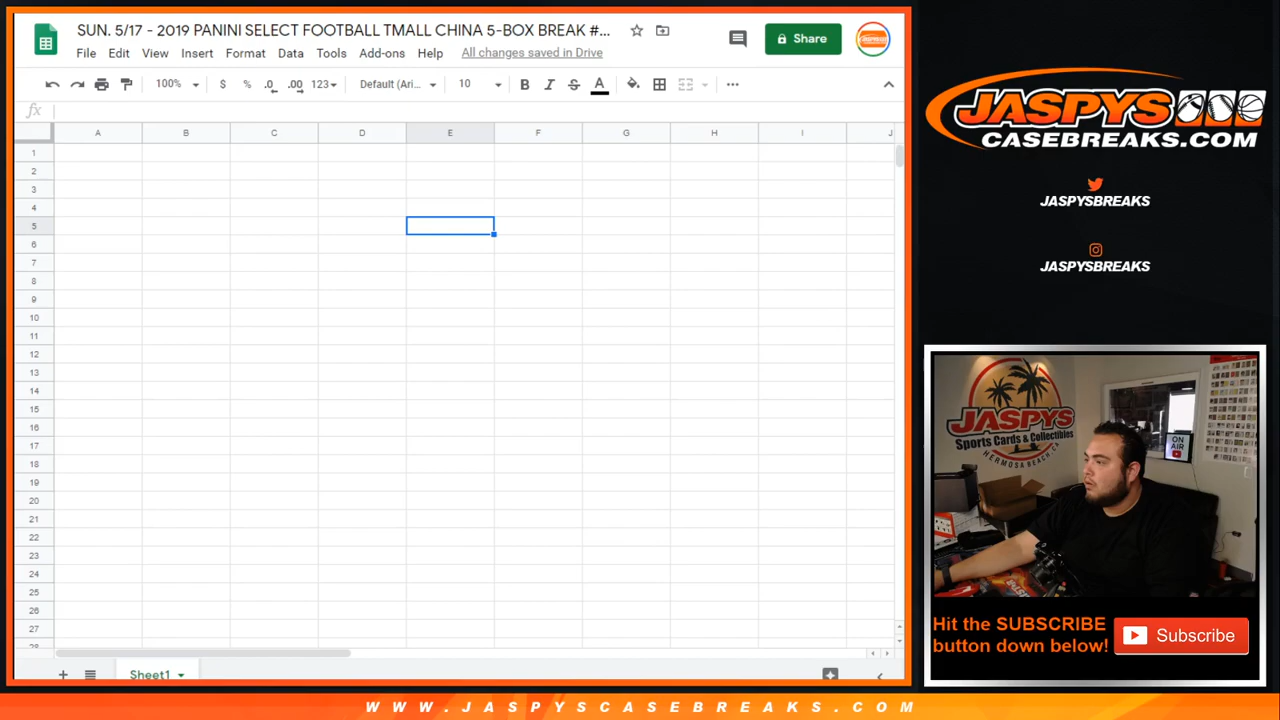 SUN. 5/17 - 2019 PANINI SELECT FOOTBALL TMALL CHINA 5-BOX BREAK #...
File Edit View Insert Format Data Tools Add-ons Help All changes saved in Drive
Share
100% $ % .0 .00 123 Default (Ari... 10 B I S A
fx
A B C D E F G H I J
1
2
3
4
5
6
7
8
9
10
11
12
13
14
15
16
17
18
19
20
21
22
23
24
25
26
27
28
Sheet1
JASPYS
CASEBREAKS.COM
JASPYSBREAKS
JASPYSBREAKS
JASPYS
Sports Cards & Collectibles
HERMOSA BEACH, CA
ON AIR
Hit the SUBSCRIBE
button down below!
Subscribe
WWW.JASPYSCASEBREAKS.COM